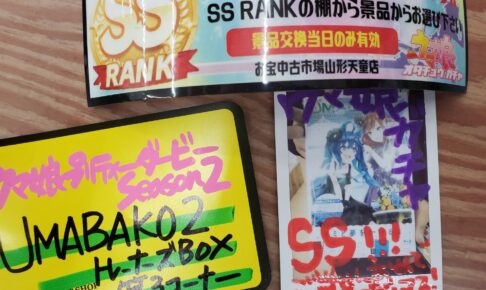 SS
RANK
SS RANKの棚から景品からお選び下さい
景品交換当日のみ有効
お宝中古市場山形天童店
ウマ娘プリティーダービー
Season2
UMABAKO2
トレーナーズBOX
ウマ娘
ガチャ
SS!!!